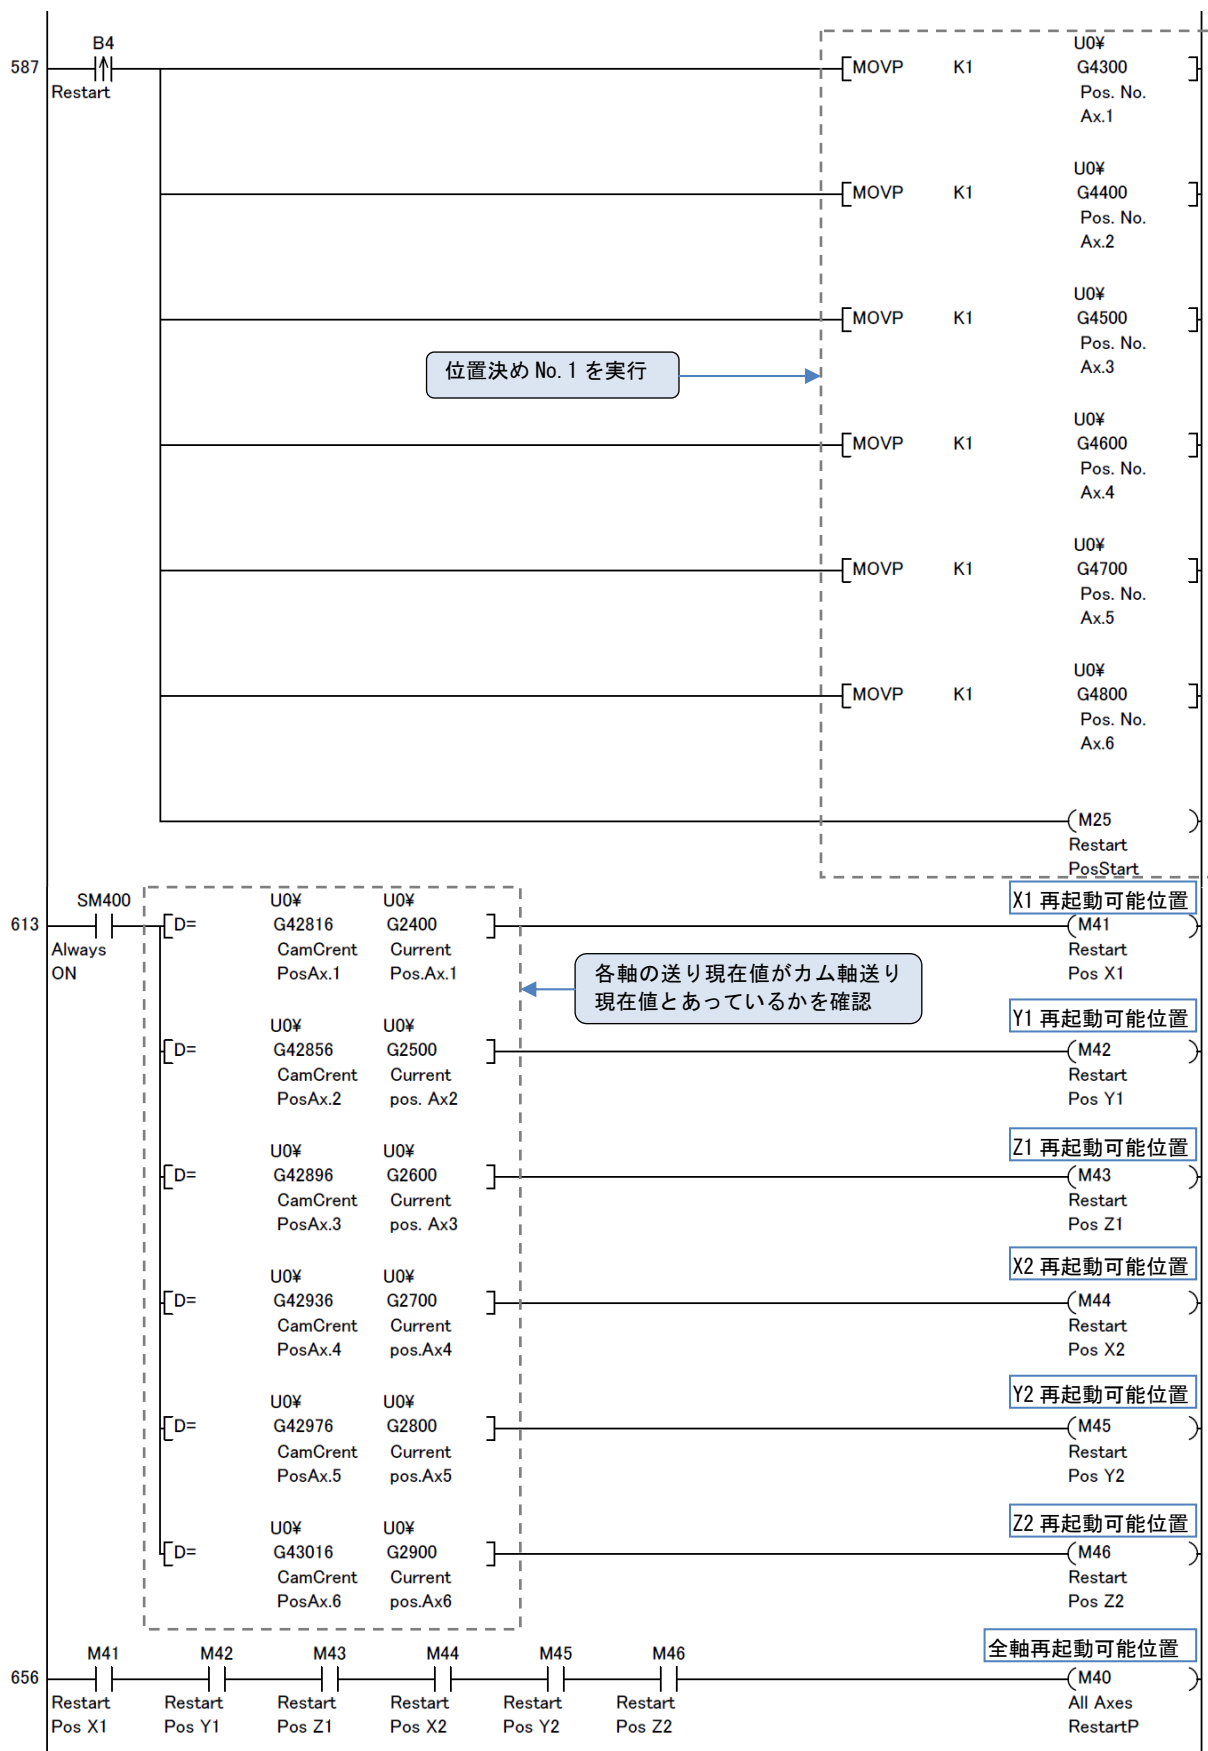 B4
587
Restart
MOVP K1 U0¥
G4300
Pos. No.
Ax.1
MOVP K1 U0¥
G4400
Pos. No.
Ax.2
MOVP K1 U0¥
G4500
Pos. No.
Ax.3
位置決め No.1 を実行
MOVP K1 U0¥
G4600
Pos. No.
Ax.4
MOVP K1 U0¥
G4700
Pos. No.
Ax.5
MOVP K1 U0¥
G4800
Pos. No.
Ax.6
M25
Restart
PosStart
SM400
613
Always
ON
D= U0¥ U0¥
G42816 G2400
CamCrent Current
PosAx.1 Pos.Ax.1
X1 再起動可能位置
M41
Restart
Pos X1
各軸の送り現在値がカム軸送り
現在値とあっているかを確認
D= U0¥ U0¥
G42856 G2500
CamCrent Current
PosAx.2 pos. Ax2
Y1 再起動可能位置
M42
Restart
Pos Y1
D= U0¥ U0¥
G42896 G2600
CamCrent Current
PosAx.3 pos. Ax3
Z1 再起動可能位置
M43
Restart
Pos Z1
D= U0¥ U0¥
G42936 G2700
CamCrent Current
PosAx.4 pos.Ax4
X2 再起動可能位置
M44
Restart
Pos X2
D= U0¥ U0¥
G42976 G2800
CamCrent Current
PosAx.5 pos.Ax5
Y2 再起動可能位置
M45
Restart
Pos Y2
D= U0¥ U0¥
G43016 G2900
CamCrent Current
PosAx.6 pos.Ax6
Z2 再起動可能位置
M46
Restart
Pos Z2
全軸再起動可能位置
M41 M42 M43 M44 M45 M46
656 M40
Restart Restart Restart Restart Restart Restart All Axes
Pos X1 Pos Y1 Pos Z1 Pos X2 Pos Y2 Pos Z2 RestartP